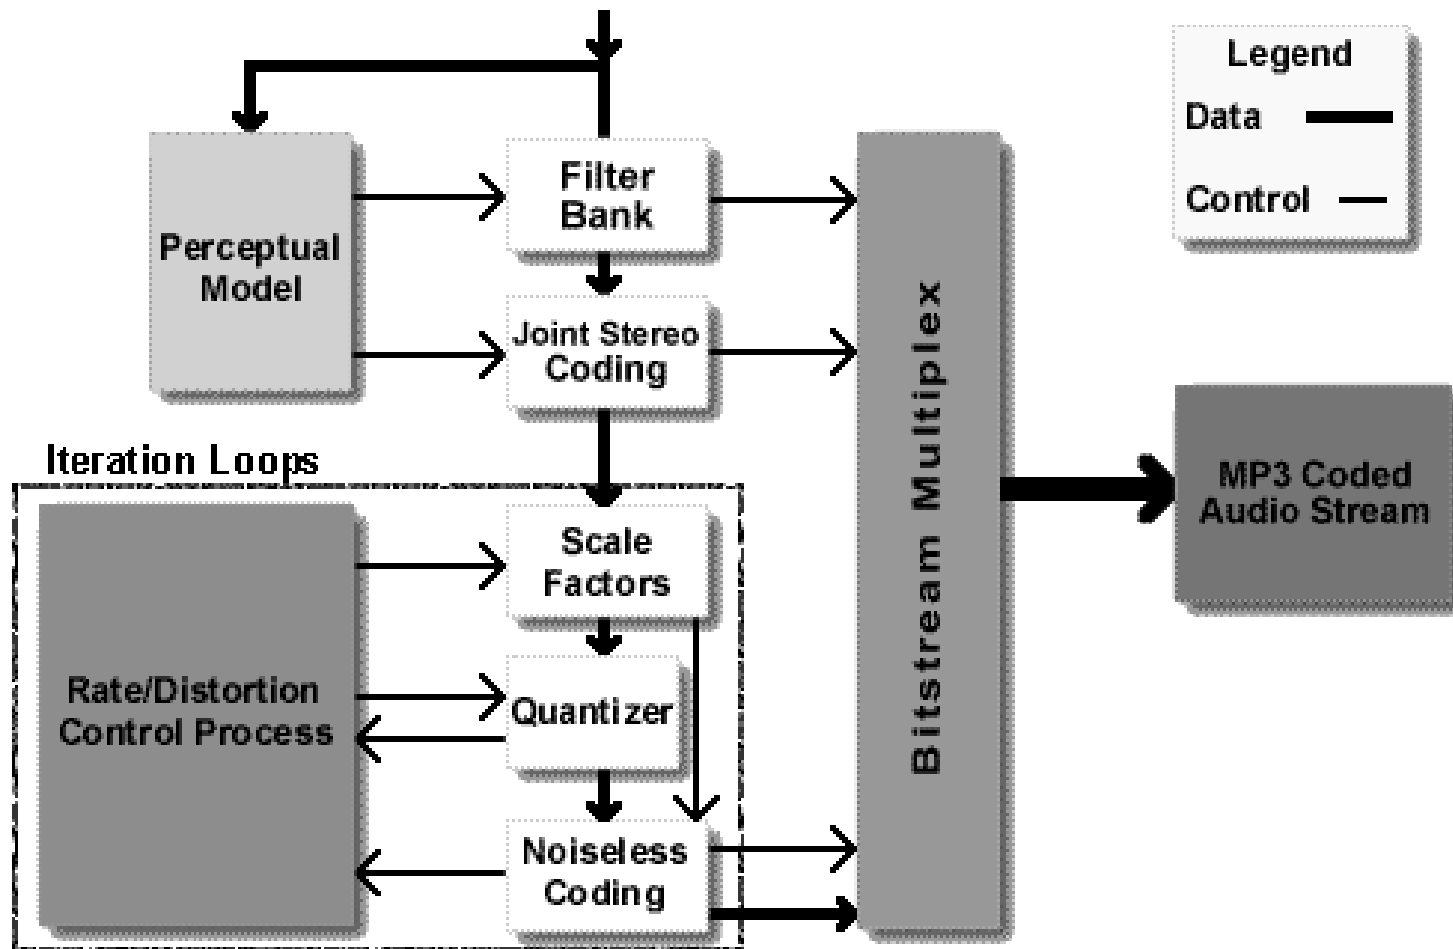 Legend
Data
Control
Filter
Bank
Perceptual
Model
Joint Stereo
Coding
Bitstream Multiplex
MP3 Coded
Audio Stream
Iteration Loops
Scale
Factors
Rate/Distortion
Control Process
Quantizer
Noiseless
Coding